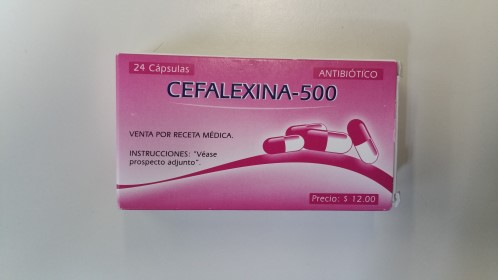 24 Cápsulas
ANTIBIÓTICO
CEFALEXINA-500
VENTA POR RECETA MÉDICA.
INSTRUCCIONES: "Véase
prospecto adjunto".
Precio: $ 12.00